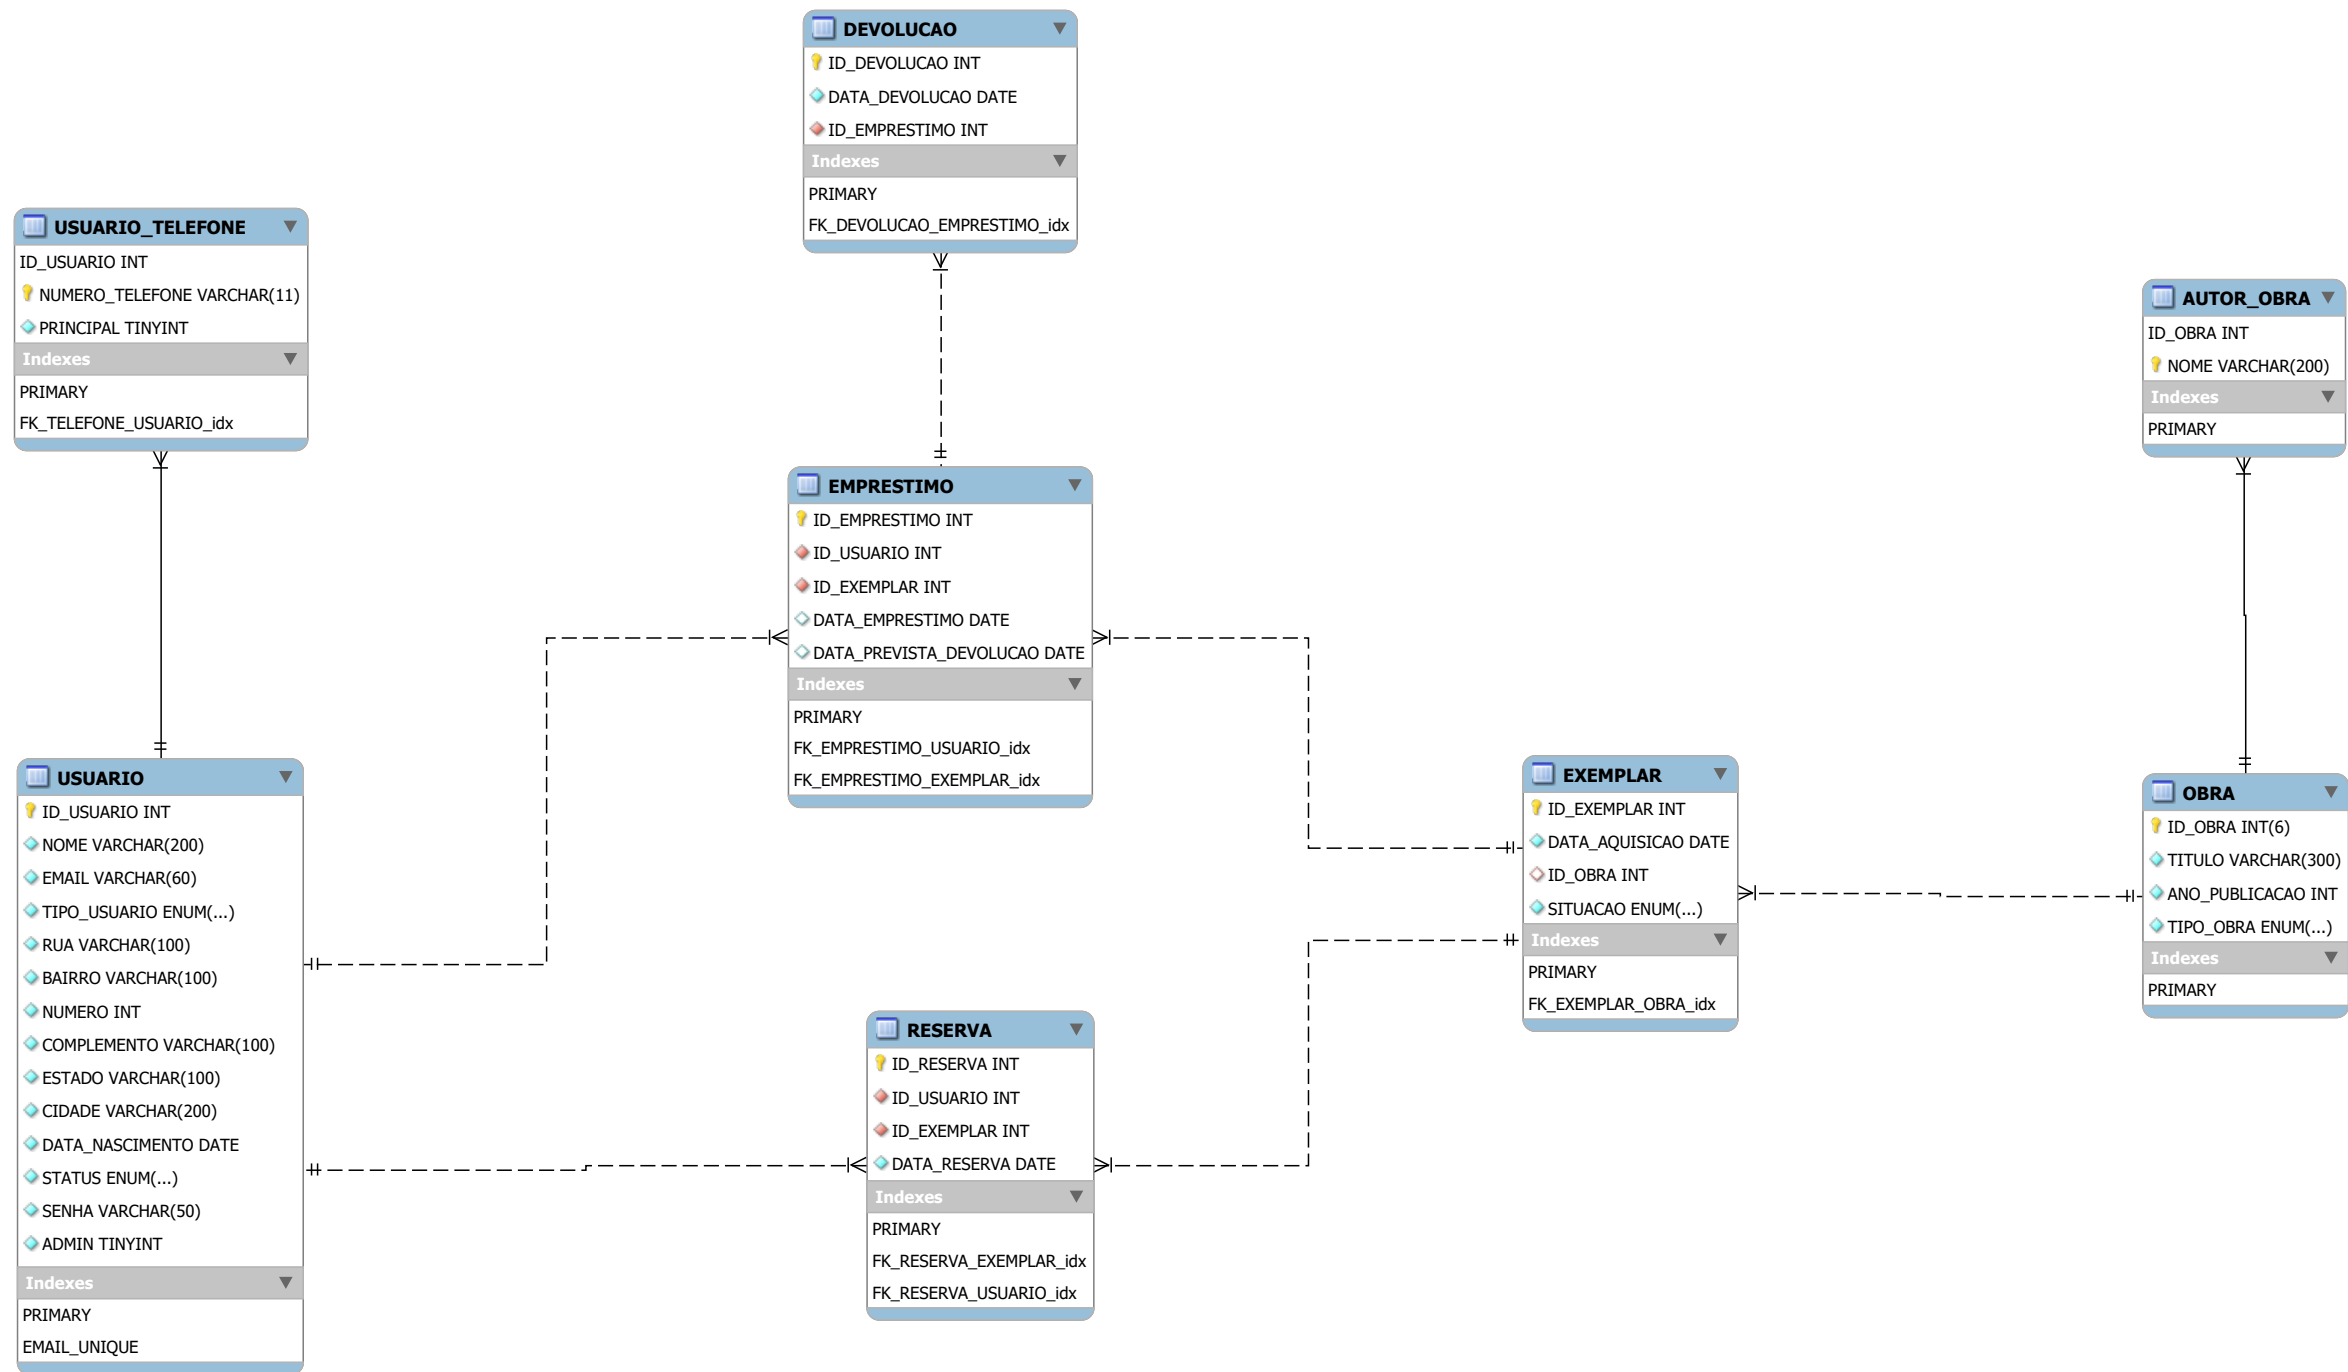 DEVOLUCAO
ID_DEVOLUCAO INT
DATA_DEVOLUCAO DATE
ID_EMPRESTIMO INT
Indexes
PRIMARY
FK_DEVOLUCAO_EMPRESTIMO_idx
USUARIO_TELEFONE
ID_USUARIO INT
NUMERO_TELEFONE VARCHAR(11)
PRINCIPAL TINYINT
Indexes
PRIMARY
FK_TELEFONE_USUARIO_idx
AUTOR_OBRA
ID_OBRA INT
NOME VARCHAR(200)
Indexes
PRIMARY
EMPRESTIMO
ID_EMPRESTIMO INT
ID_USUARIO INT
ID_EXEMPLAR INT
DATA_EMPRESTIMO DATE
DATA_PREVISTA_DEVOLUCAO DATE
Indexes
PRIMARY
FK_EMPRESTIMO_USUARIO_idx
FK_EMPRESTIMO_EXEMPLAR_idx
USUARIO
ID_USUARIO INT
NOME VARCHAR(200)
EMAIL VARCHAR(60)
TIPO_USUARIO ENUM(...)
RUA VARCHAR(100)
BAIRRO VARCHAR(100)
NUMERO INT
COMPLEMENTO VARCHAR(100)
ESTADO VARCHAR(100)
CIDADE VARCHAR(200)
DATA_NASCIMENTO DATE
STATUS ENUM(...)
SENHA VARCHAR(50)
ADMIN TINYINT
Indexes
PRIMARY
EMAIL_UNIQUE
EXEMPLAR
ID_EXEMPLAR INT
DATA_AQUISICAO DATE
ID_OBRA INT
SITUACAO ENUM(...)
Indexes
PRIMARY
FK_EXEMPLAR_OBRA_idx
OBRA
ID_OBRA INT(6)
TITULO VARCHAR(300)
ANO_PUBLICACAO INT
TIPO_OBRA ENUM(...)
Indexes
PRIMARY
RESERVA
ID_RESERVA INT
ID_USUARIO INT
ID_EXEMPLAR INT
DATA_RESERVA DATE
Indexes
PRIMARY
FK_RESERVA_EXEMPLAR_idx
FK_RESERVA_USUARIO_idx